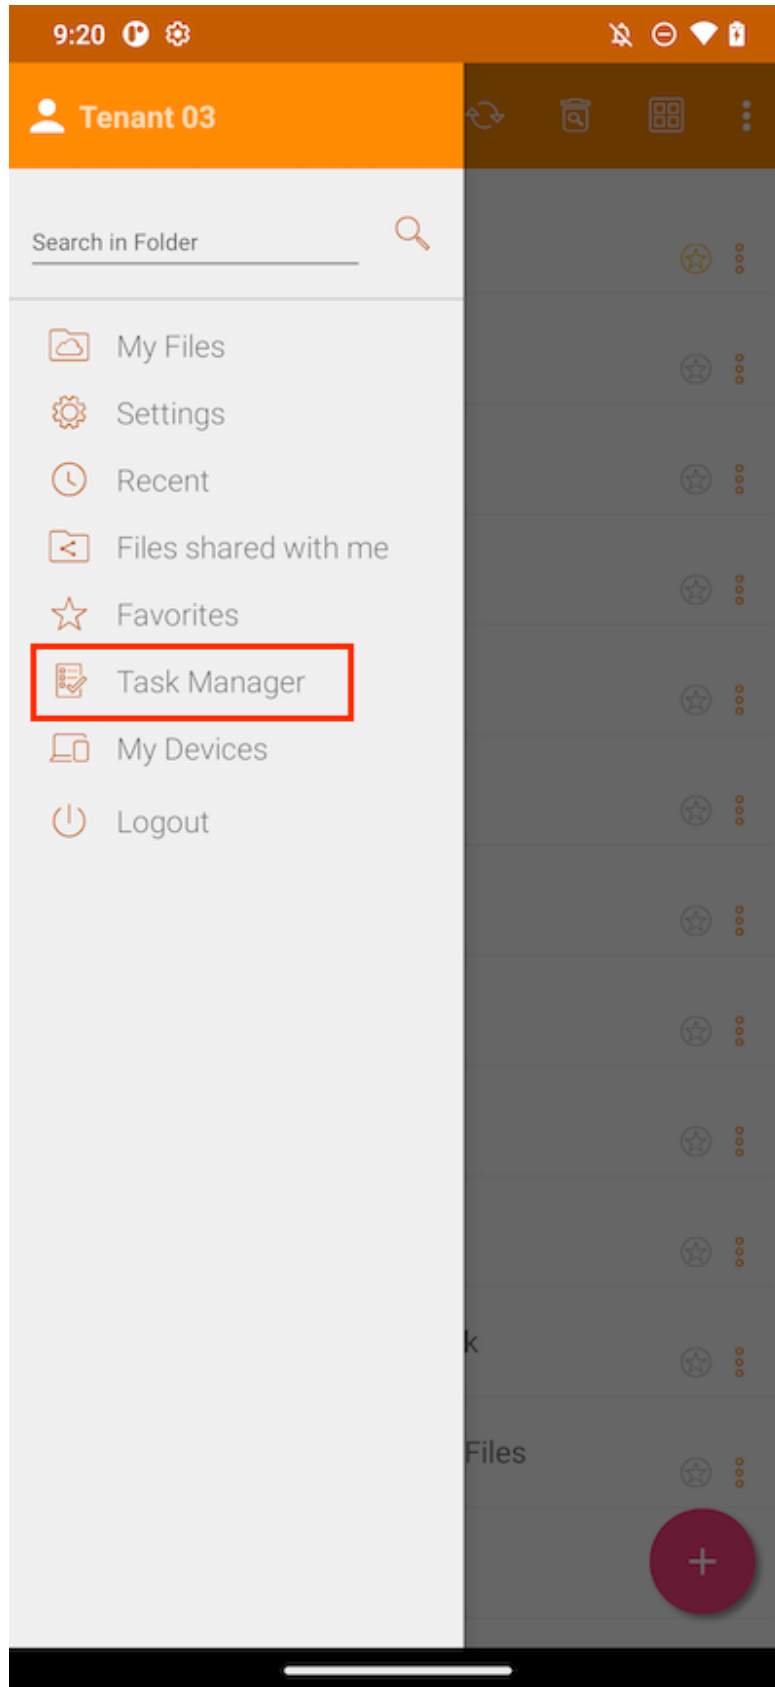 9:20
Tenant 03
Search in Folder
My Files
Settings
Recent
Files shared with me
Favorites
Task Manager
My Devices
Logout
k
Files